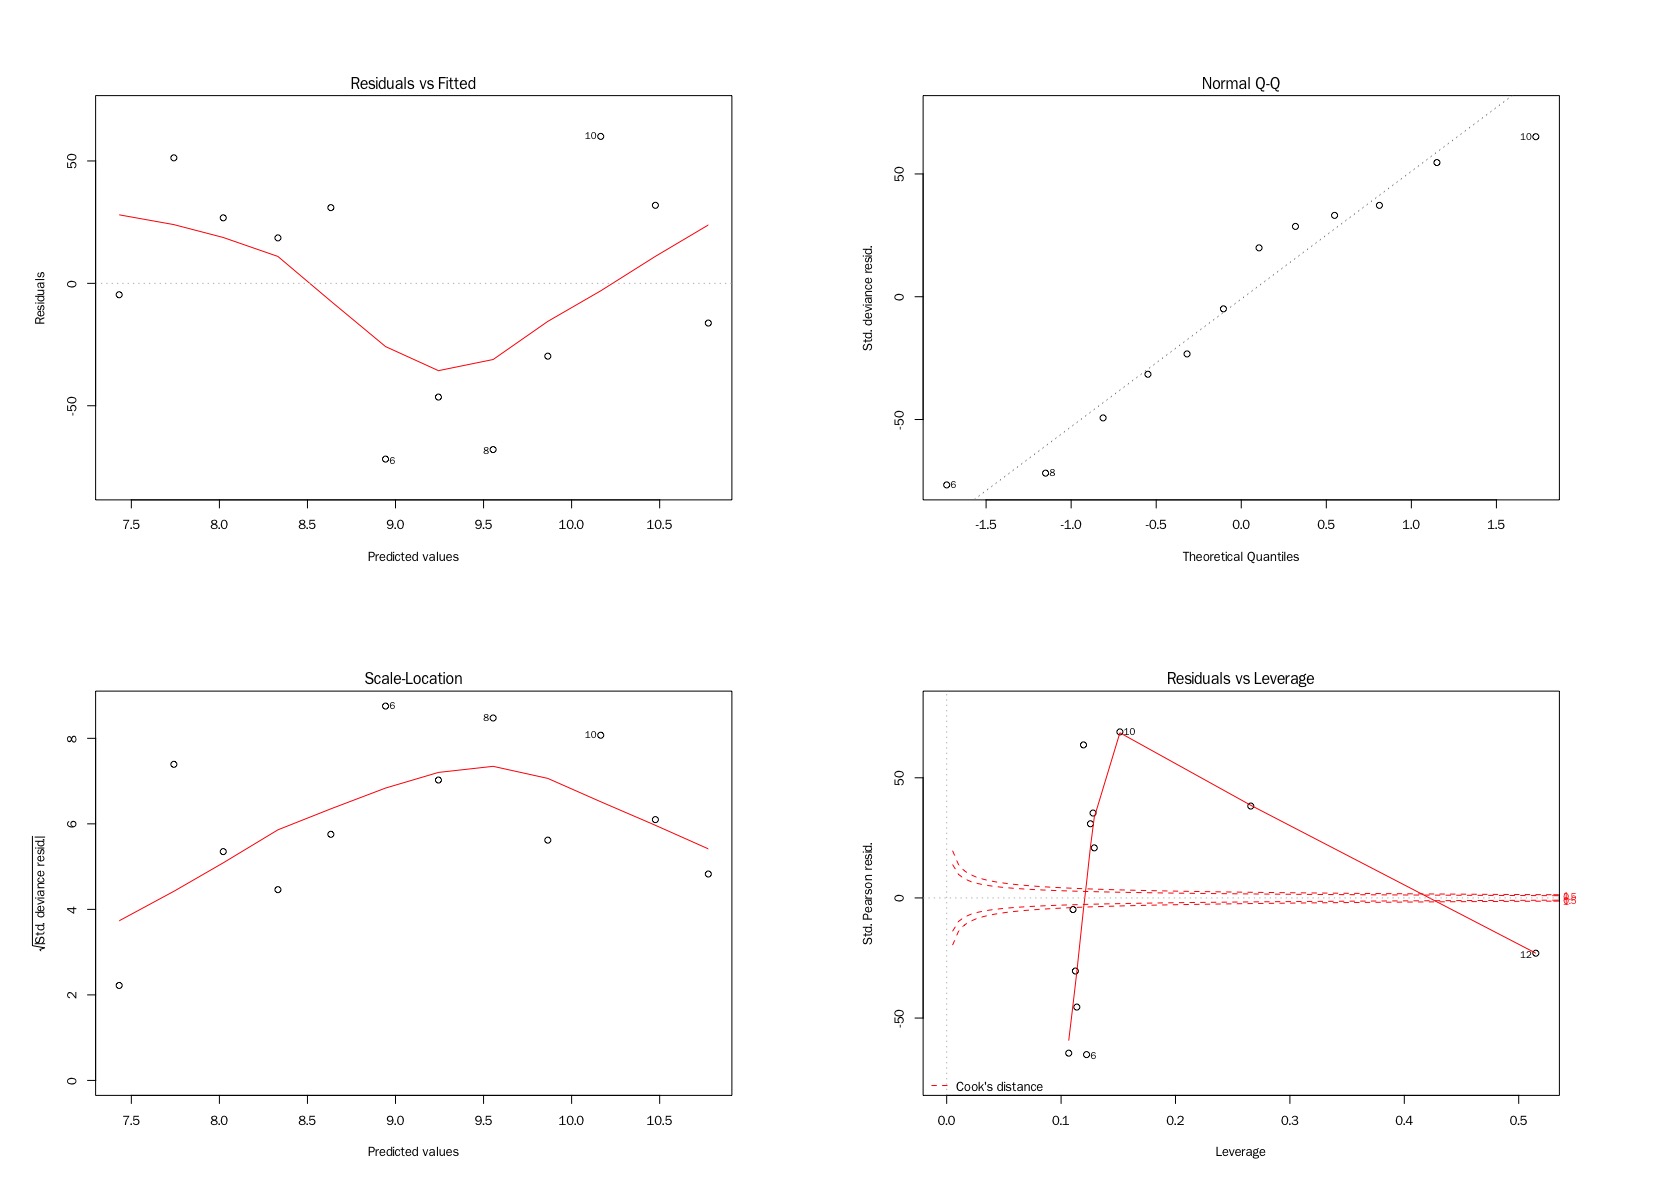 Residuals vs Fitted
50
0
-50
Residuals
10
6
8
7.5 8.0 8.5 9.0 9.5 10.0 10.5
Predicted values
Normal Q-Q
50
0
-50
Std. deviance resid.
10
8
6
-1.5 -1.0 -0.5 0.0 0.5 1.0 1.5
Theoretical Quantiles
Scale-Location
8
6
4
2
0
√|Std. deviance resid.|
6
8
10
7.5 8.0 8.5 9.0 9.5 10.0 10.5
Predicted values
Residuals vs Leverage
50
0
-50
Std. Pearson resid.
10
12
6
Cook's distance
0.0 0.1 0.2 0.3 0.4 0.5
Leverage